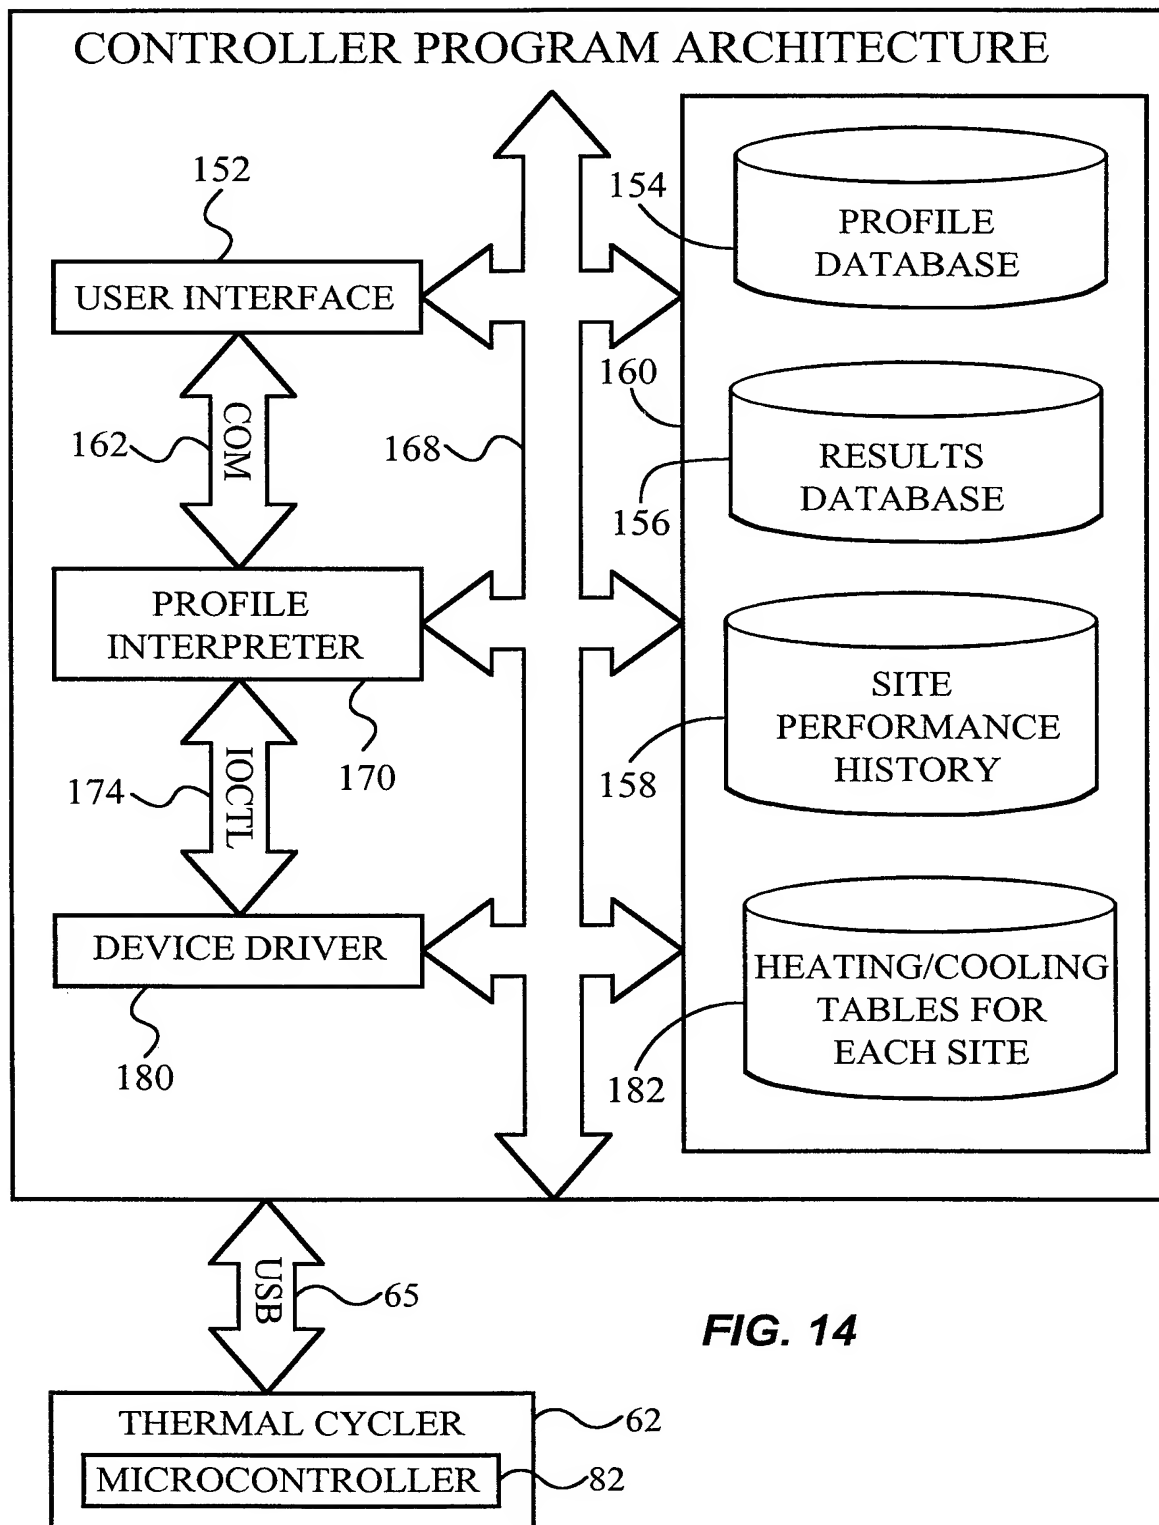 CONTROLLER PROGRAM ARCHITECTURE
152
USER INTERFACE
154
PROFILE
DATABASE
162
COM
168
160
RESULTS
DATABASE
156
PROFILE
INTERPRETER
170
174
IOCTL
SITE
PERFORMANCE
HISTORY
158
DEVICE DRIVER
180
HEATING/COOLING
TABLES FOR
EACH SITE
182
USB
65
FIG. 14
THERMAL CYCLER
62
MICROCONTROLLER
82